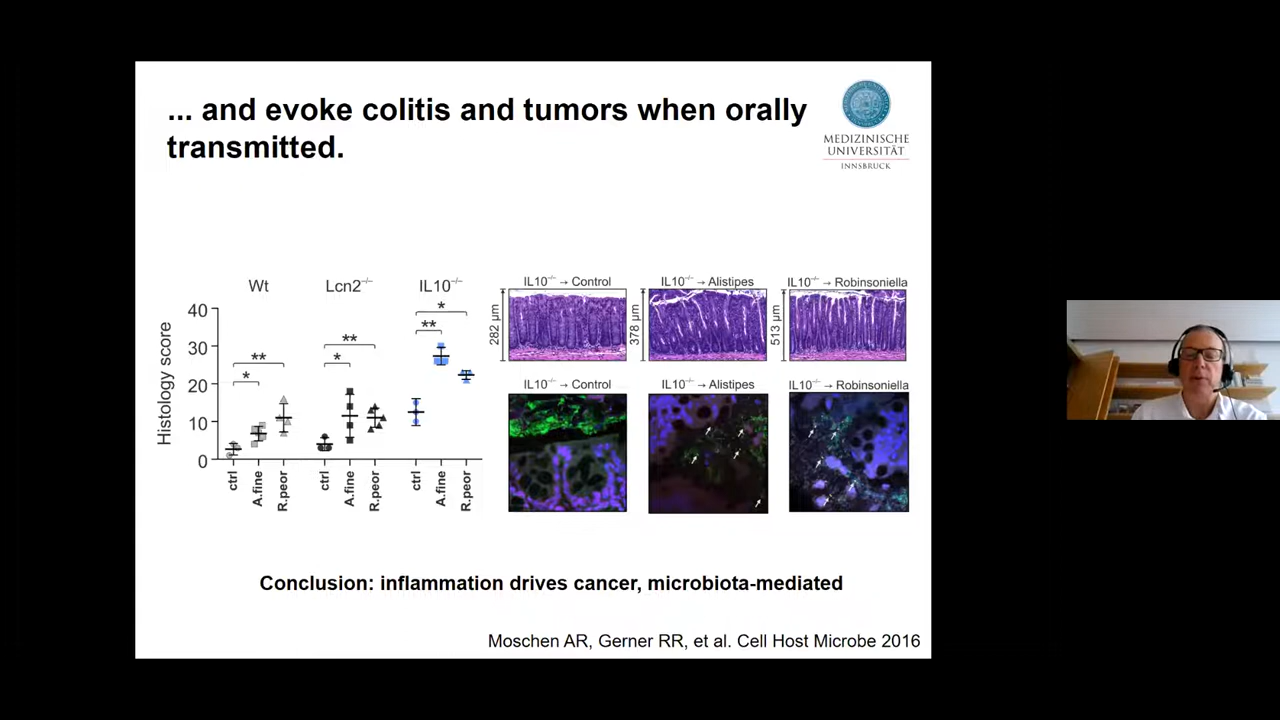 ... and evoke colitis and tumors when orally
transmitted.
MEDIZINISCHE
UNIVERSITÄT
INNSBRUCK
Wt
Lcn2⁻/⁻
IL10⁻/⁻
Histology score
40
30
20
10
0
**
*
**
*
*
**
ctrl
A.fine
R.peor
ctrl
A.fine
R.peor
ctrl
A.fine
R.peor
IL10⁻/⁻ → Control
IL10⁻/⁻ → Alistipes
IL10⁻/⁻ → Robinsoniella
282 μm
378 μm
513 μm
IL10⁻/⁻ → Control
IL10⁻/⁻ → Alistipes
IL10⁻/⁻ → Robinsoniella
Conclusion: inflammation drives cancer, microbiota-mediated
Moschen AR, Gerner RR, et al. Cell Host Microbe 2016